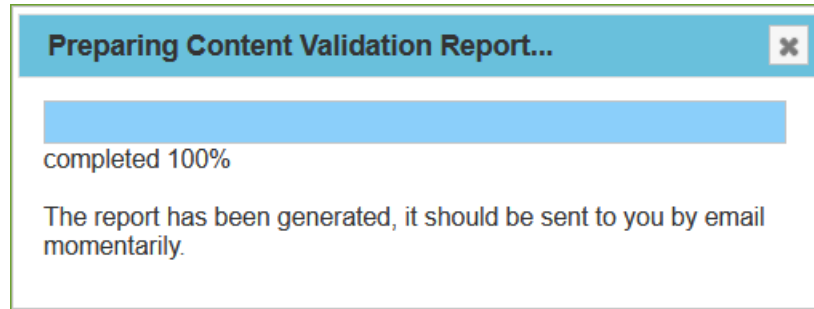 Preparing Content Validation Report...
completed 100%
The report has been generated, it should be sent to you by email
momentarily.